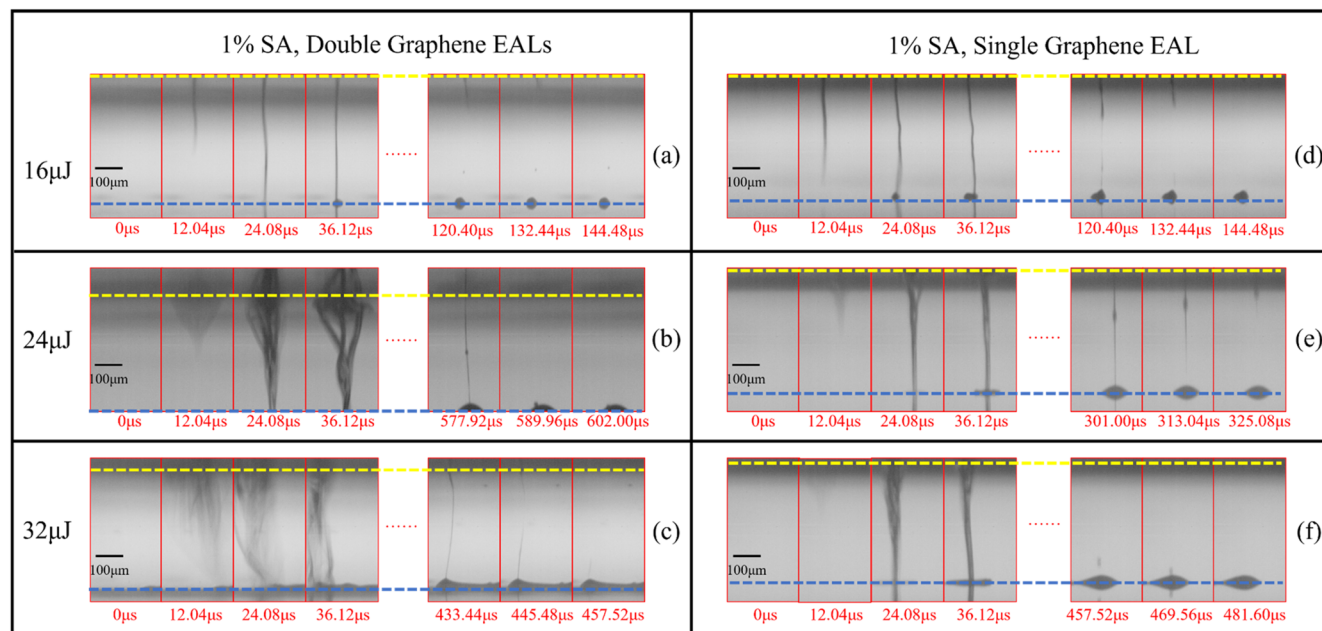 1% SA, Double Graphene EALs
1% SA, Single Graphene EAL
16μJ
100μm
......
(a)
0μs 12.04μs 24.08μs 36.12μs 120.40μs 132.44μs 144.48μs
100μm
......
(d)
0μs 12.04μs 24.08μs 36.12μs 120.40μs 132.44μs 144.48μs
24μJ
100μm
......
(b)
0μs 12.04μs 24.08μs 36.12μs 577.92μs 589.96μs 602.00μs
100μm
......
(e)
0μs 12.04μs 24.08μs 36.12μs 301.00μs 313.04μs 325.08μs
32μJ
100μm
......
(c)
0μs 12.04μs 24.08μs 36.12μs 433.44μs 445.48μs 457.52μs
100μm
......
(f)
0μs 12.04μs 24.08μs 36.12μs 457.52μs 469.56μs 481.60μs